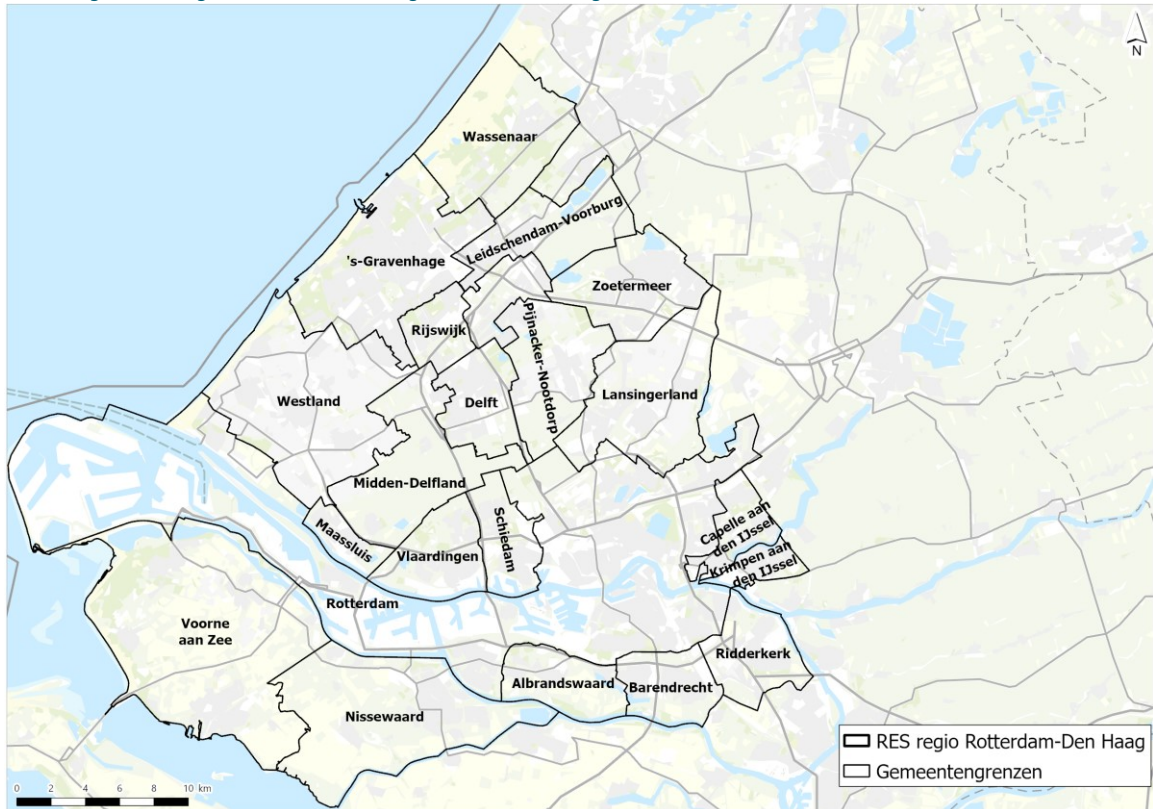 N
Wassenaar
Leidschendam-Voorburg
's-Gravenhage
Zoetermeer
Rijswijk
Pijnacker-Nootdorp
Westland
Delft
Lansingerland
Midden-Delfland
Maassluis
Vlaardingen
Schiedam
Capelle aan
den IJssel
Krimpen aan
den IJssel
Rotterdam
Voorne
aan Zee
Ridderkerk
Albrandswaard
Barendrecht
Nissewaard
RES regio Rotterdam-Den Haag
Gemeentengrenzen
0 2 4 6 8 10 km